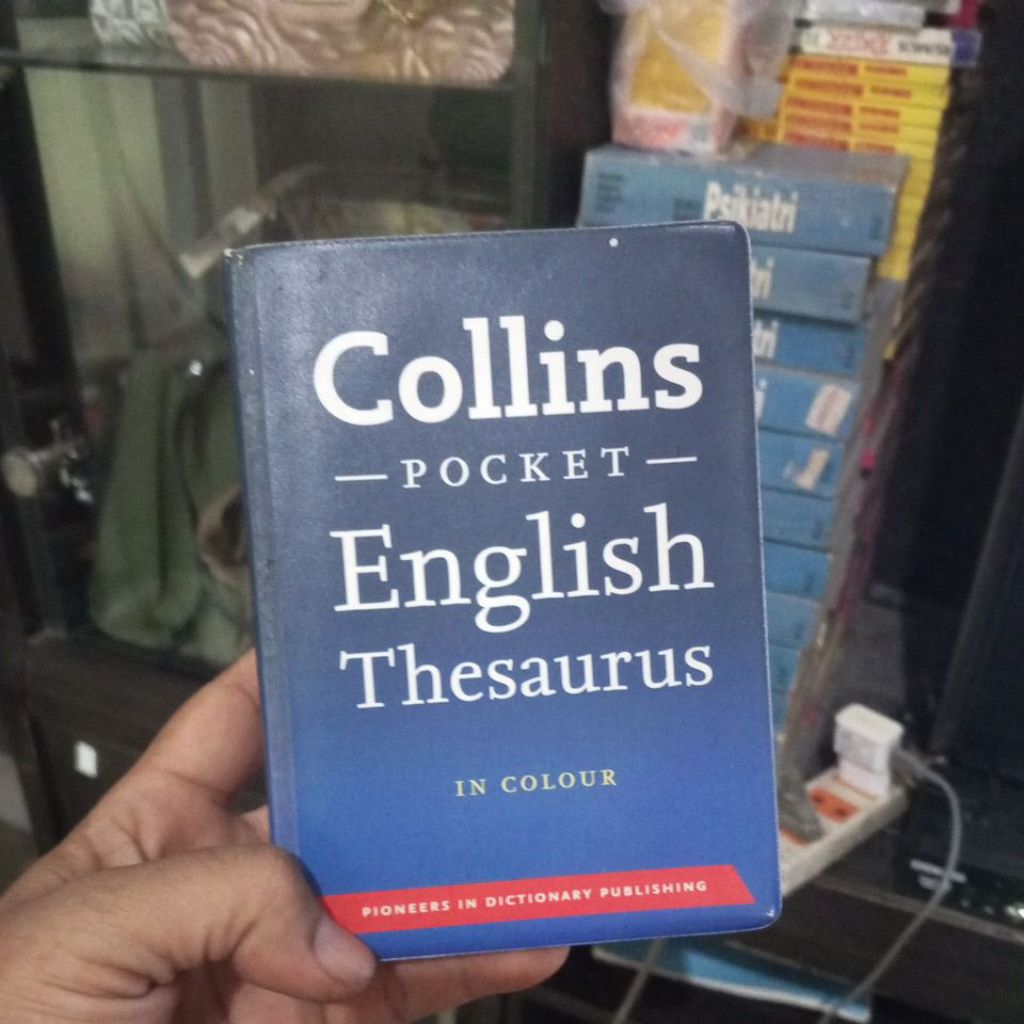 Psikiatri
Collins
POCKET
English
Thesaurus
IN COLOUR
PIONEERS IN DICTIONARY PUBLISHING